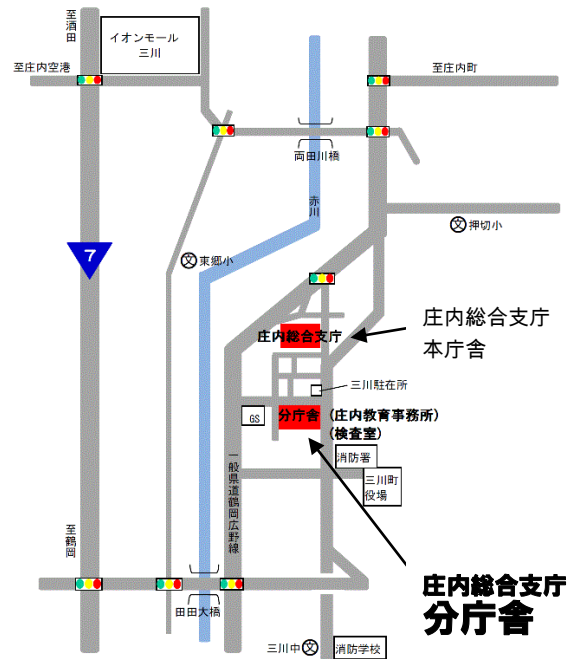 至酒田
イオンモール
三川
至庄内空港
至庄内町
両田川橋
赤川
文
押切小
7
文
東郷小
庄内総合支庁
本庁舎
庄内総合支庁
三川駐在所
GS
分庁舎
(庄内教育事務所)
(検査室)
消防署
三川町
役場
一般県道鶴岡広野線
至鶴岡
田田大橋
庄内総合支庁
分庁舎
三川中
文
消防学校